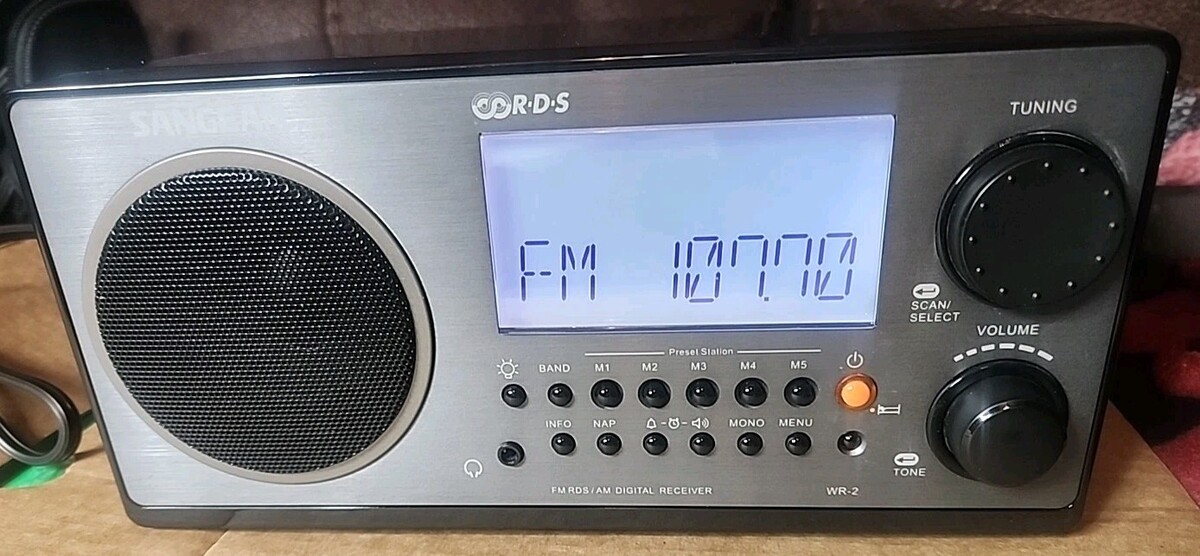 SANGEAN
R·D·S
TUNING
FM 107.70
SCAN/
SELECT
VOLUME
Preset Station
BAND M1 M2 M3 M4 M5
INFO NAP MONO MENU
TONE
FM RDS / AM DIGITAL RECEIVER
WR-2